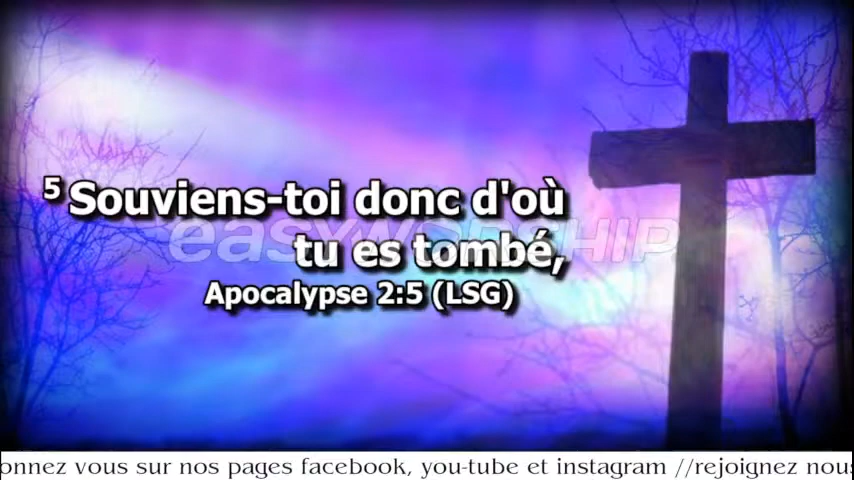 5 Souviens-toi donc d'où
tu es tombé,
easyWORSHIP
Apocalypse 2:5 (LSG)
onnez vous sur nos pages facebook, you-tube et instagram //rejoignez nous